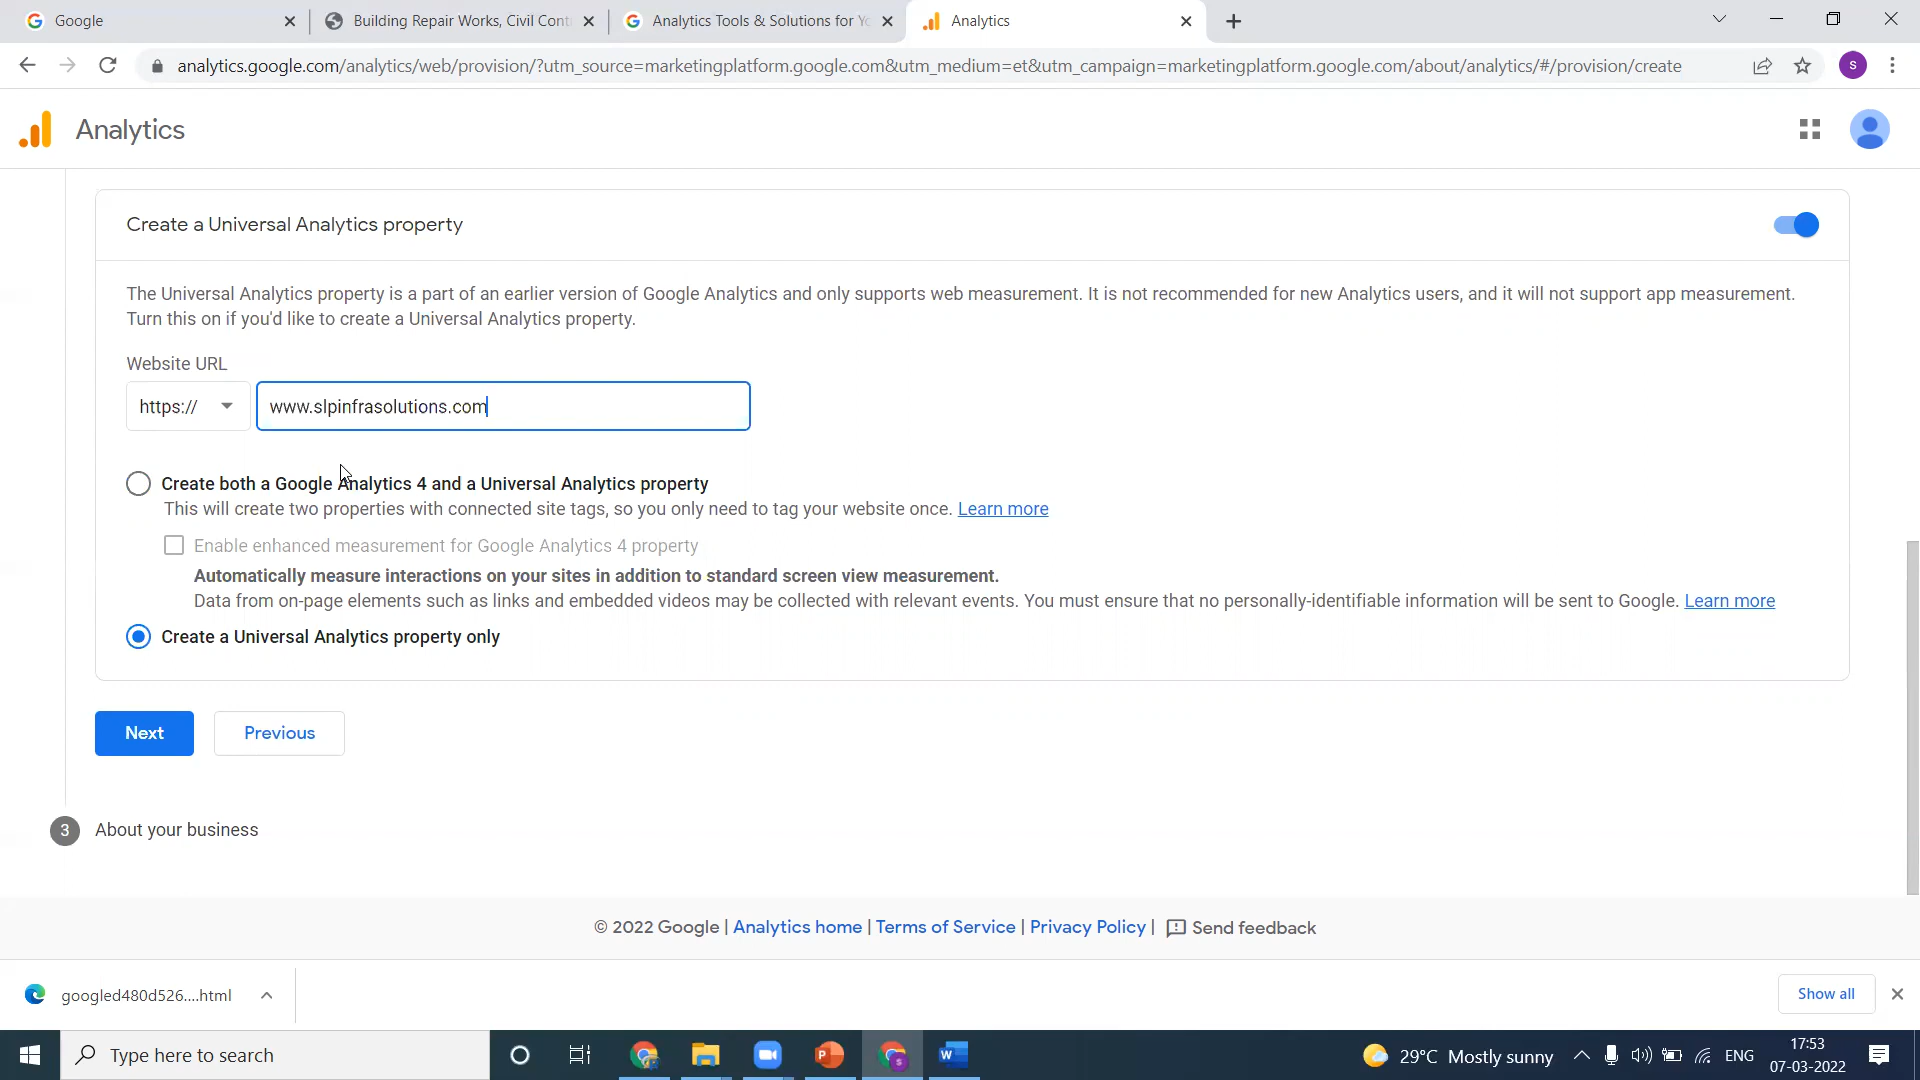 Google
Building Repair Works, Civil Cont
Analytics Tools & Solutions for Yo
Analytics
analytics.google.com/analytics/web/provision/?utm_source=marketingplatform.google.com&utm_medium=et&utm_campaign=marketingplatform.google.com/about/analytics/#/provision/create
s
Analytics
Create a Universal Analytics property
The Universal Analytics property is a part of an earlier version of Google Analytics and only supports web measurement. It is not recommended for new Analytics users, and it will not support app measurement.
Turn this on if you'd like to create a Universal Analytics property.
Website URL
https://
www.slpinfrasolutions.com
Create both a Google Analytics 4 and a Universal Analytics property
This will create two properties with connected site tags, so you only need to tag your website once. Learn more
Enable enhanced measurement for Google Analytics 4 property
Automatically measure interactions on your sites in addition to standard screen view measurement.
Data from on-page elements such as links and embedded videos may be collected with relevant events. You must ensure that no personally-identifiable information will be sent to Google. Learn more
Create a Universal Analytics property only
Next
Previous
3 About your business
© 2022 Google | Analytics home | Terms of Service | Privacy Policy | Send feedback
googled480d526....html
Show all
Type here to search
29°C Mostly sunny
ENG
17:53
07-03-2022